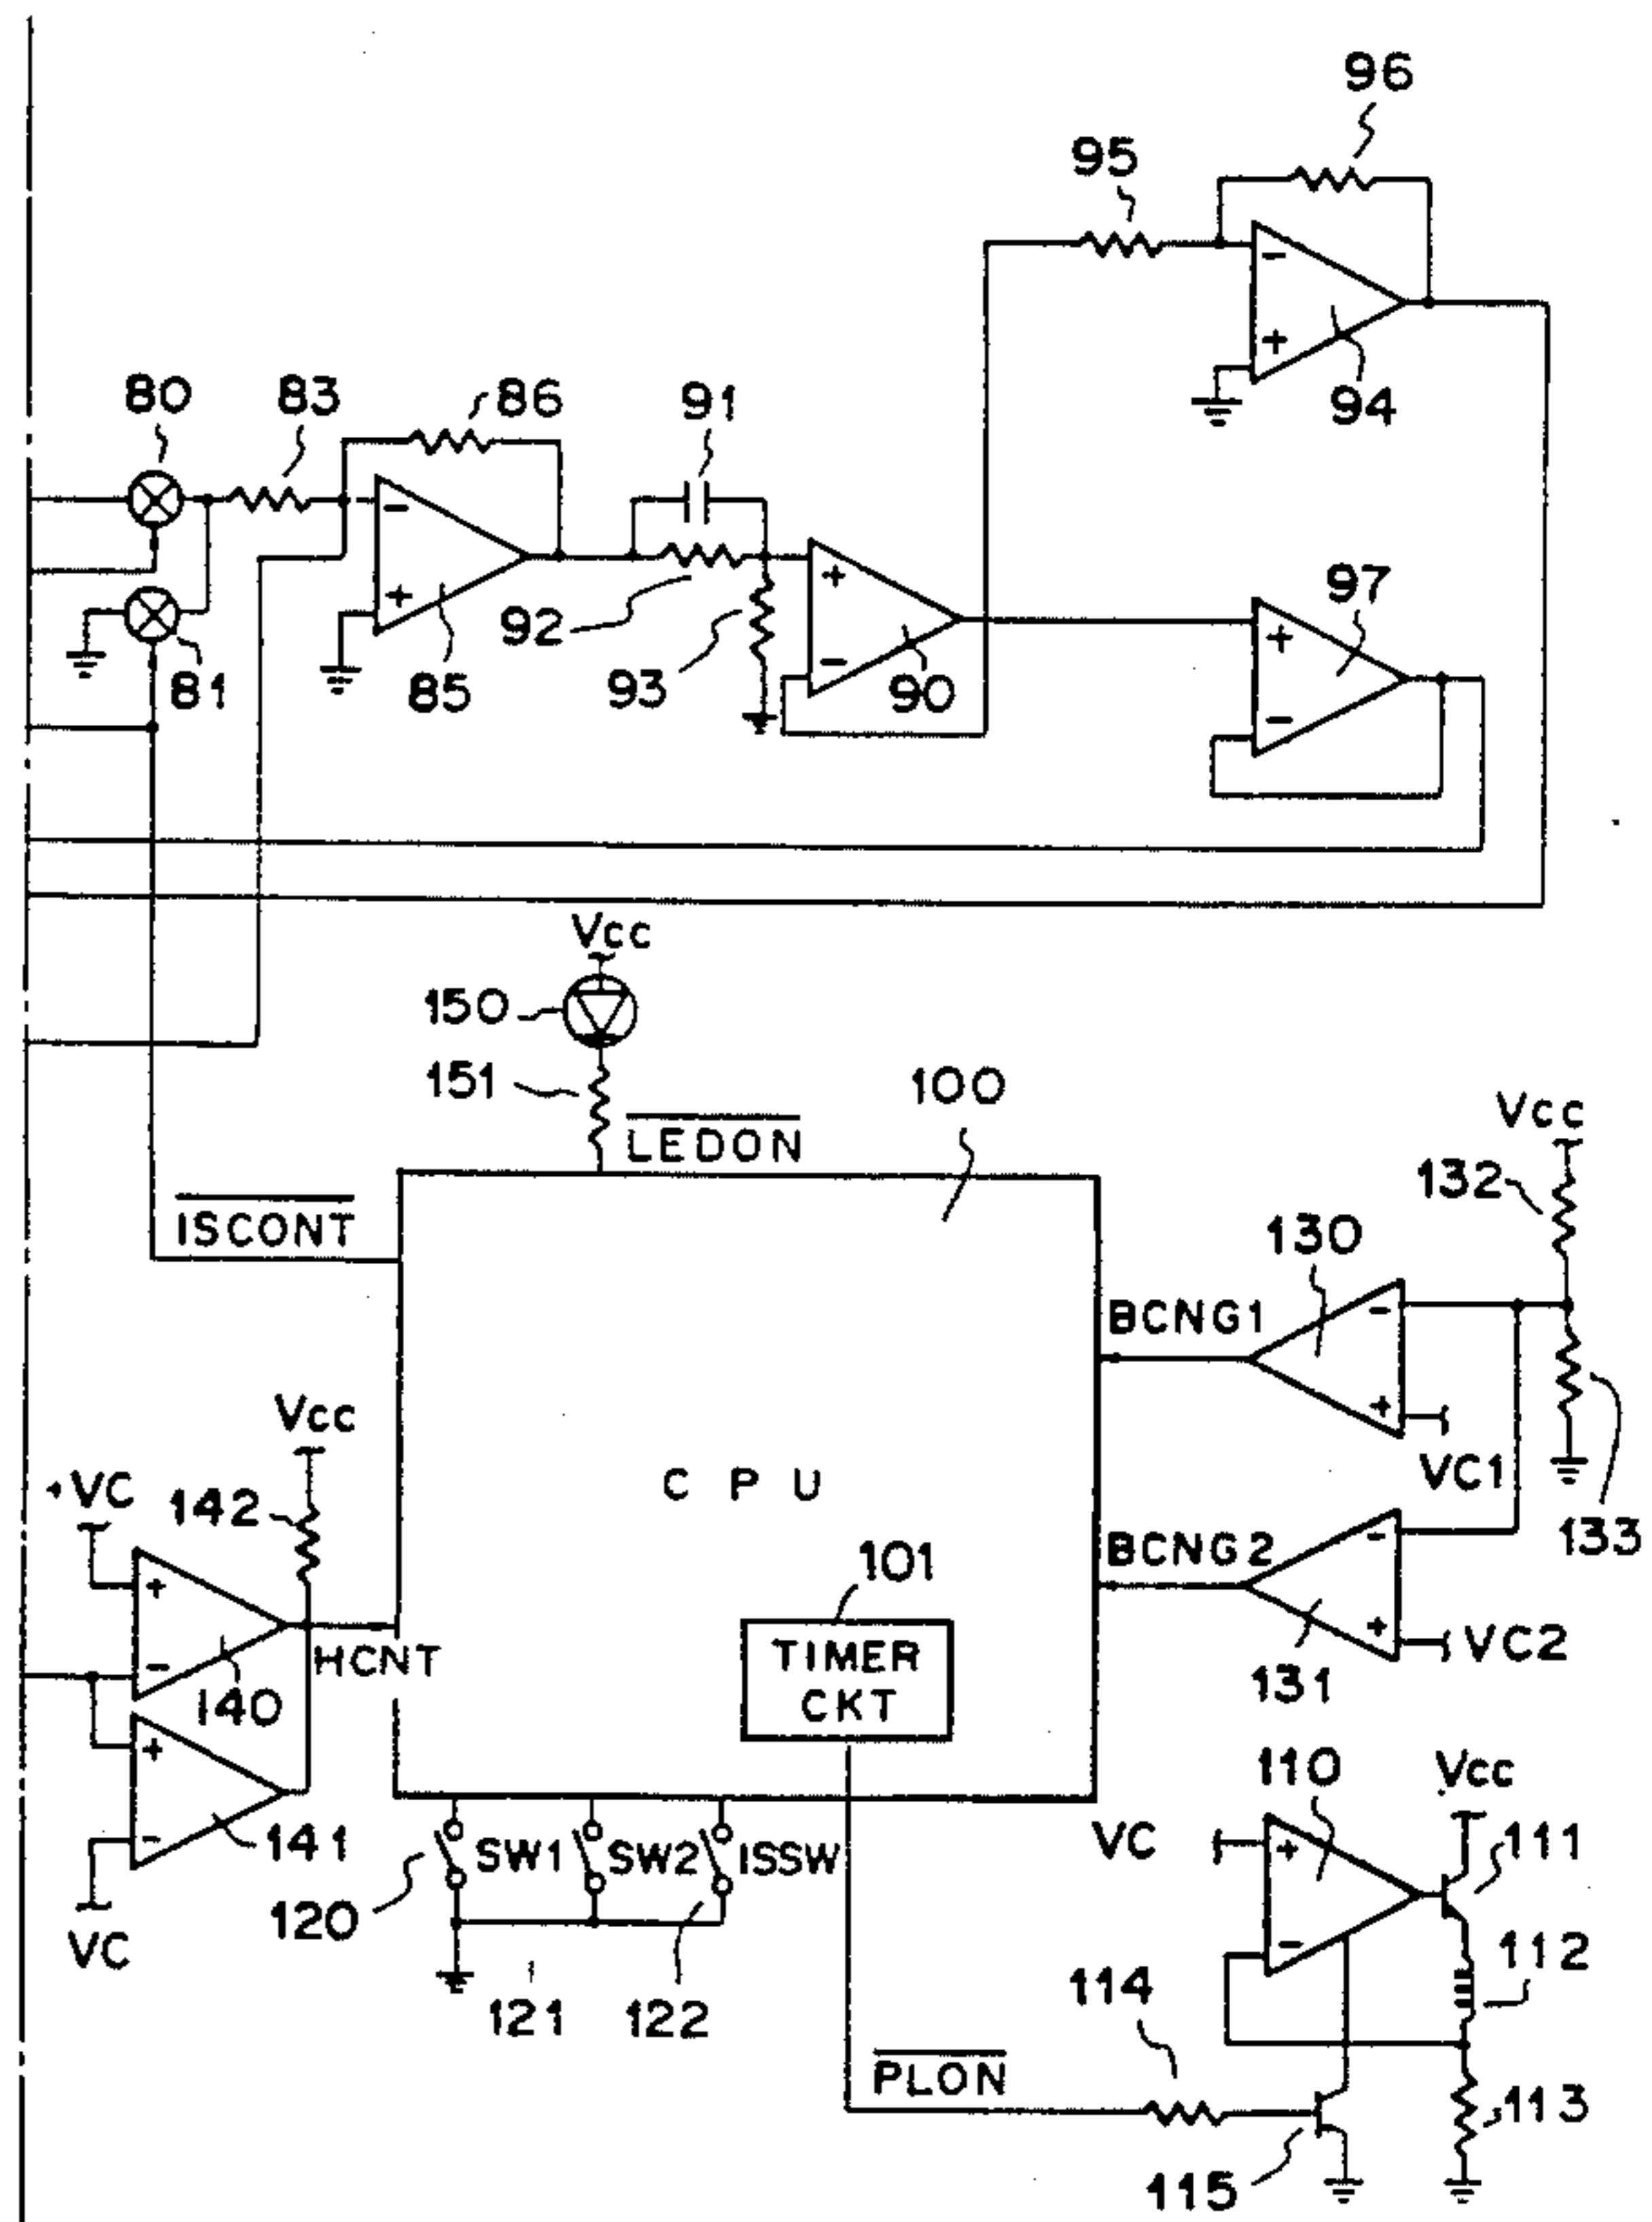 96
95
94
80
83
86
91
97
92
81
85
93
90
Vcc
150
151
100
LEDON
Vcc
132
ISCONT
130
BCNG1
Vcc
VC1
+VC
142
CPU
133
BCNG2
101
TIMER
CKT
HCNT
VC2
140
131
110
Vcc
141
SW1
SW2
ISSW
VC
111
120
VC
112
114
121
122
PLON
113
115
+
-
+
-
+
-
+
-
+
-
+
-
+
-
+
-
+
-
+
-